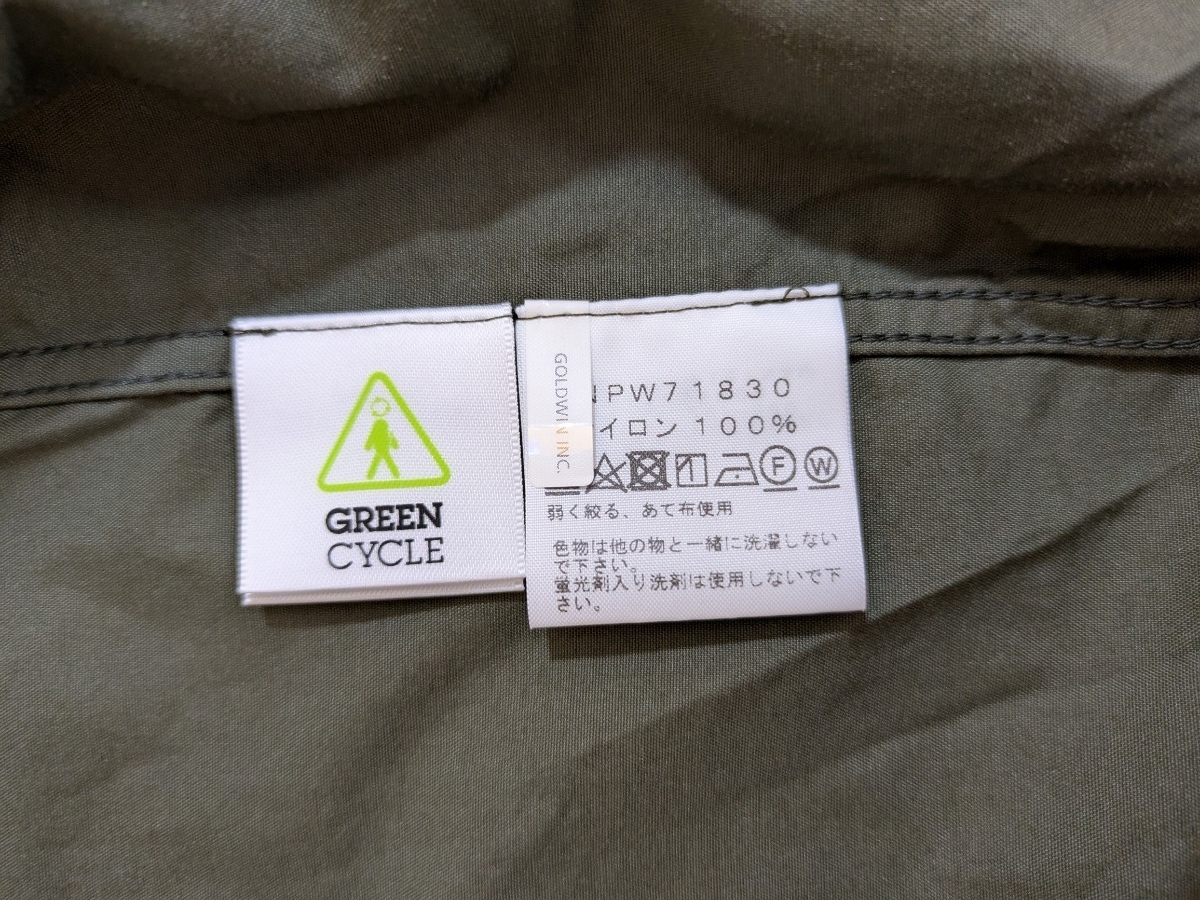 GREEN
CYCLE
GOLDWIN INC.
NPW71830
イロン 100%
F W
弱く絞る、あて布使用
色物は他の物と一緒に洗濯しない
で下さい。
蛍光剤入り洗剤は使用しないで下
さい。